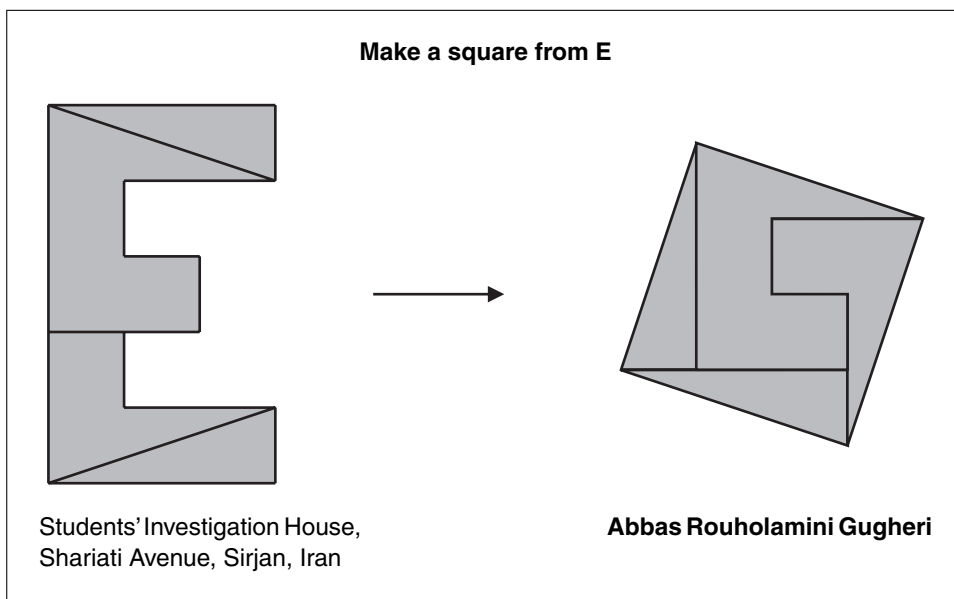 Make a square from E
Students' Investigation House,
Shariati Avenue, Sirjan, Iran
Abbas Rouholamini Gugheri